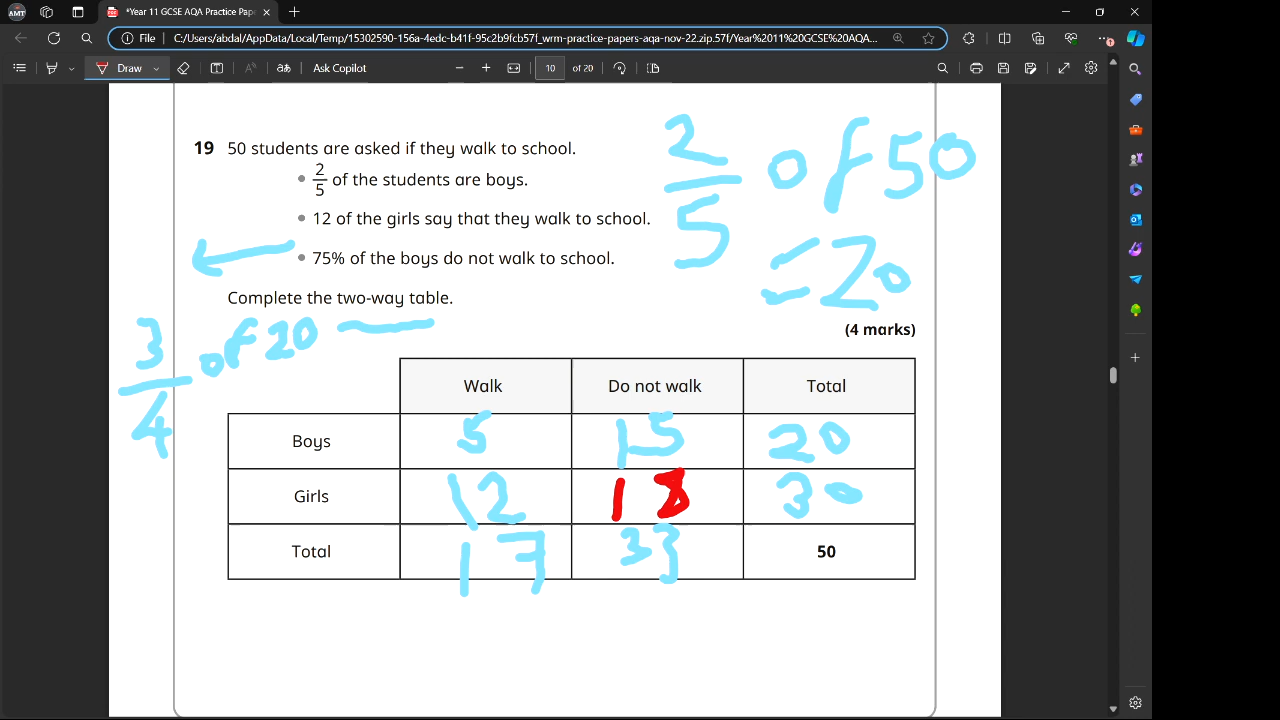 *Year 11 GCSE AQA Practice Pape
File C:/Users/abdal/AppData/Local/Temp/15302590-156a-4edc-b41f-95c2b9fcb57f_wrm-practice-papers-aqa-nov-22.zip.57f/Year%2011%20GCSE%20AQA...
Draw Ask Copilot 10 of 20
19 50 students are asked if they walk to school.
• 2/5 of the students are boys.
• 12 of the girls say that they walk to school.
• 75% of the boys do not walk to school.
2/5 of 50
= 20
Complete the two-way table.
3/4 of 20
(4 marks)
Walk Do not walk Total
Boys 5 15 20
Girls 12 18 30
Total 17 33 50